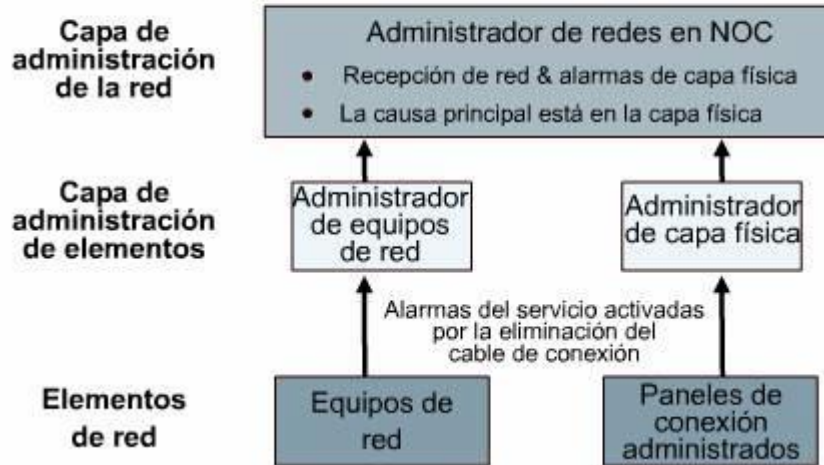 Capa de
administración
de la red
Administrador de redes en NOC
• Recepción de red & alarmas de capa física
• La causa principal está en la capa física
Capa de
administración
de elementos
Administrador
de equipos
de red
Administrador
de capa física
Alarmas del servicio activadas
por la eliminación del
cable de conexión
Elementos
de red
Equipos de
red
Paneles de
conexión
administrados